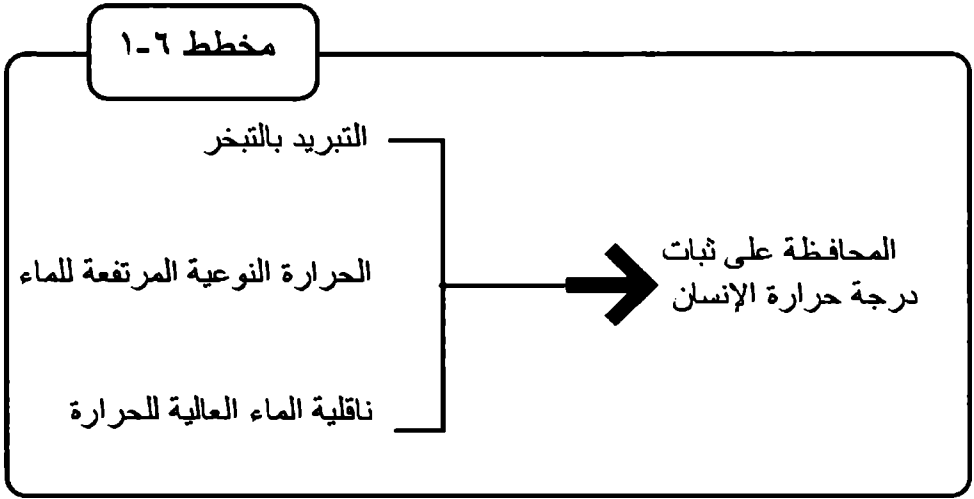 مخطط ٦-١
التبريد بالتبخر
الحرارة النوعية المرتفعة للماء
ناقلية الماء العالية للحرارة
المحافظة على ثبات
درجة حرارة الإنسان